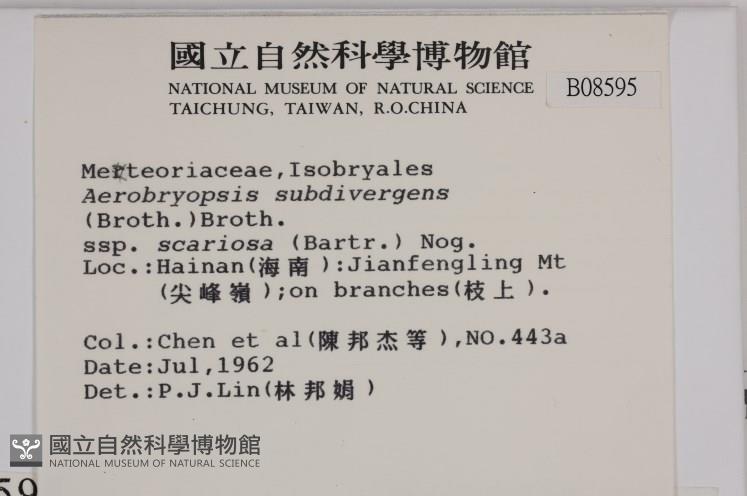 國立自然科學博物館
NATIONAL MUSEUM OF NATURAL SCIENCE
TAICHUNG, TAIWAN, R.O.CHINA
B08595
Meteoriaceae,Isobryales
Aerobryopsis subdivergens
(Broth.)Broth.
ssp. scariosa (Bartr.) Nog.
Loc.:Hainan(海南):Jianfengling Mt
(尖峰嶺);on branches(枝上).
Col.:Chen et al(陳邦杰等),NO.443a
Date:Jul,1962
Det.:P.J.Lin(林邦娟)
國立自然科學博物館
NATIONAL MUSEUM OF NATURAL SCIENCE
59